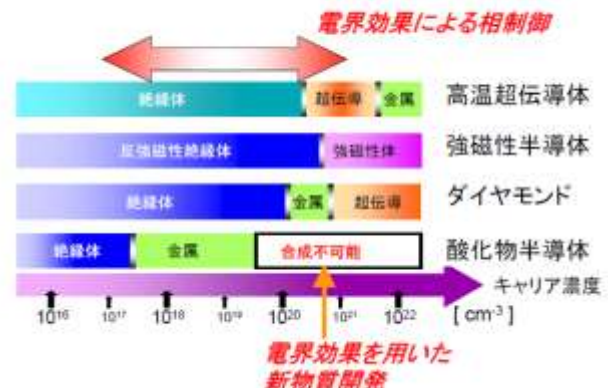 電界効果による相制御
絶縁体 超伝導 金属 高温超伝導体
反強磁性絶縁体 強磁性体 強磁性半導体
絶縁体 金属 超伝導 ダイヤモンド
絶縁体 金属 合成不可能 酸化物半導体
キャリア濃度
10¹⁶ 10¹⁷ 10¹⁸ 10¹⁹ 10²⁰ 10²¹ 10²² [ cm⁻³ ]
電界効果を用いた
新物質開発